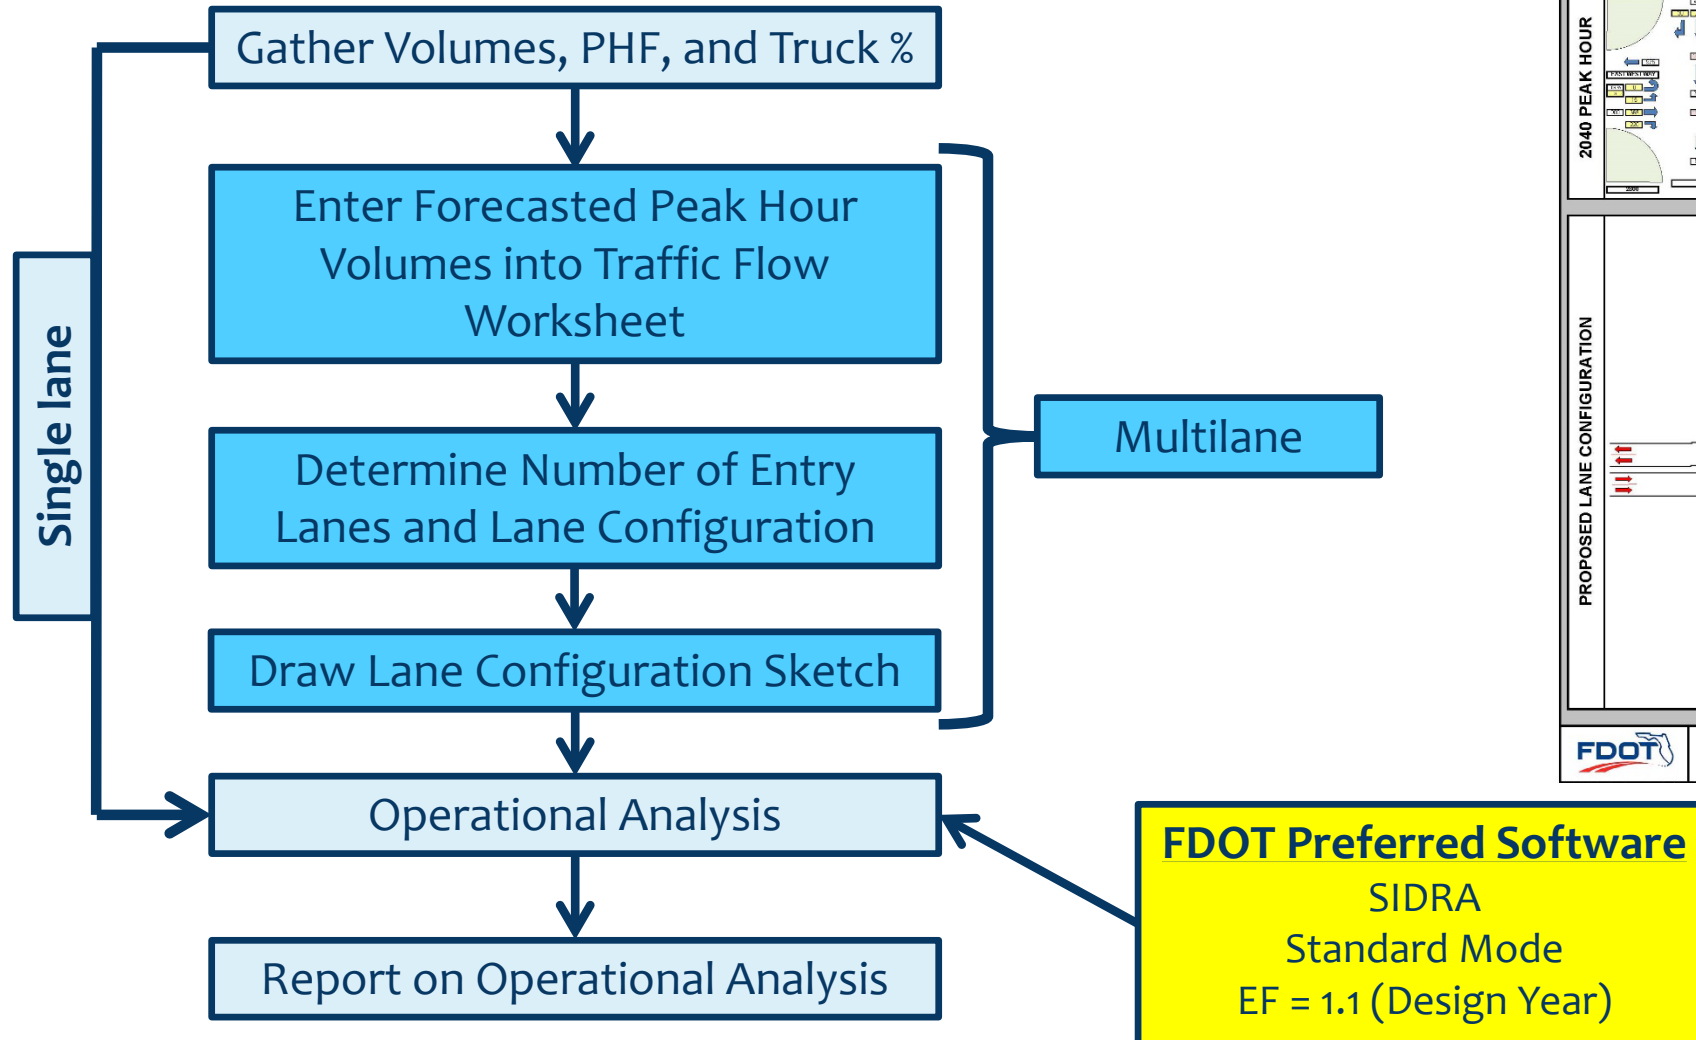 Gather Volumes, PHF, and Truck %
Enter Forecasted Peak Hour
Volumes into Traffic Flow
Worksheet
Determine Number of Entry
Lanes and Lane Configuration
Draw Lane Configuration Sketch
Operational Analysis
Report on Operational Analysis
Single lane
Multilane
FDOT Preferred Software
SIDRA
Standard Mode
EF = 1.1 (Design Year)
2040 PEAK HOUR
PROPOSED LANE CONFIGURATION
FDOT